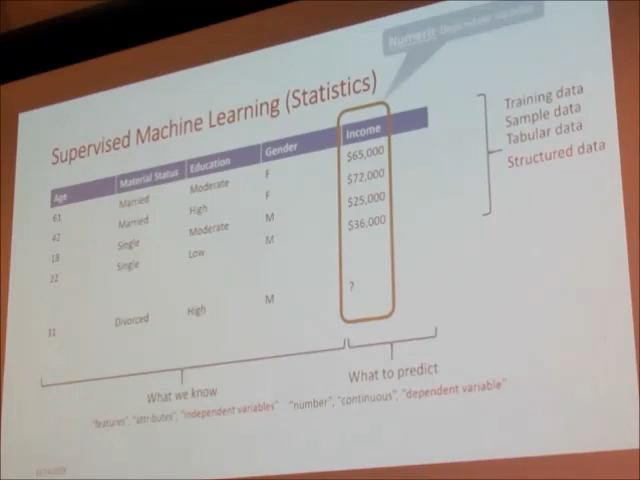 Numeric
Supervised Machine Learning (Statistics)
Age Material Status Education Gender Income
61 Married Moderate F $65,000
42 Married High F $72,000
18 Single Moderate M $25,000
22 Single Low M $36,000
31 Divorced High M ?
Training data
Sample data
Tabular data
Structured data
What we know
"features", "attributes", "independent variables"
What to predict
"number", "continuous", "dependent variable"